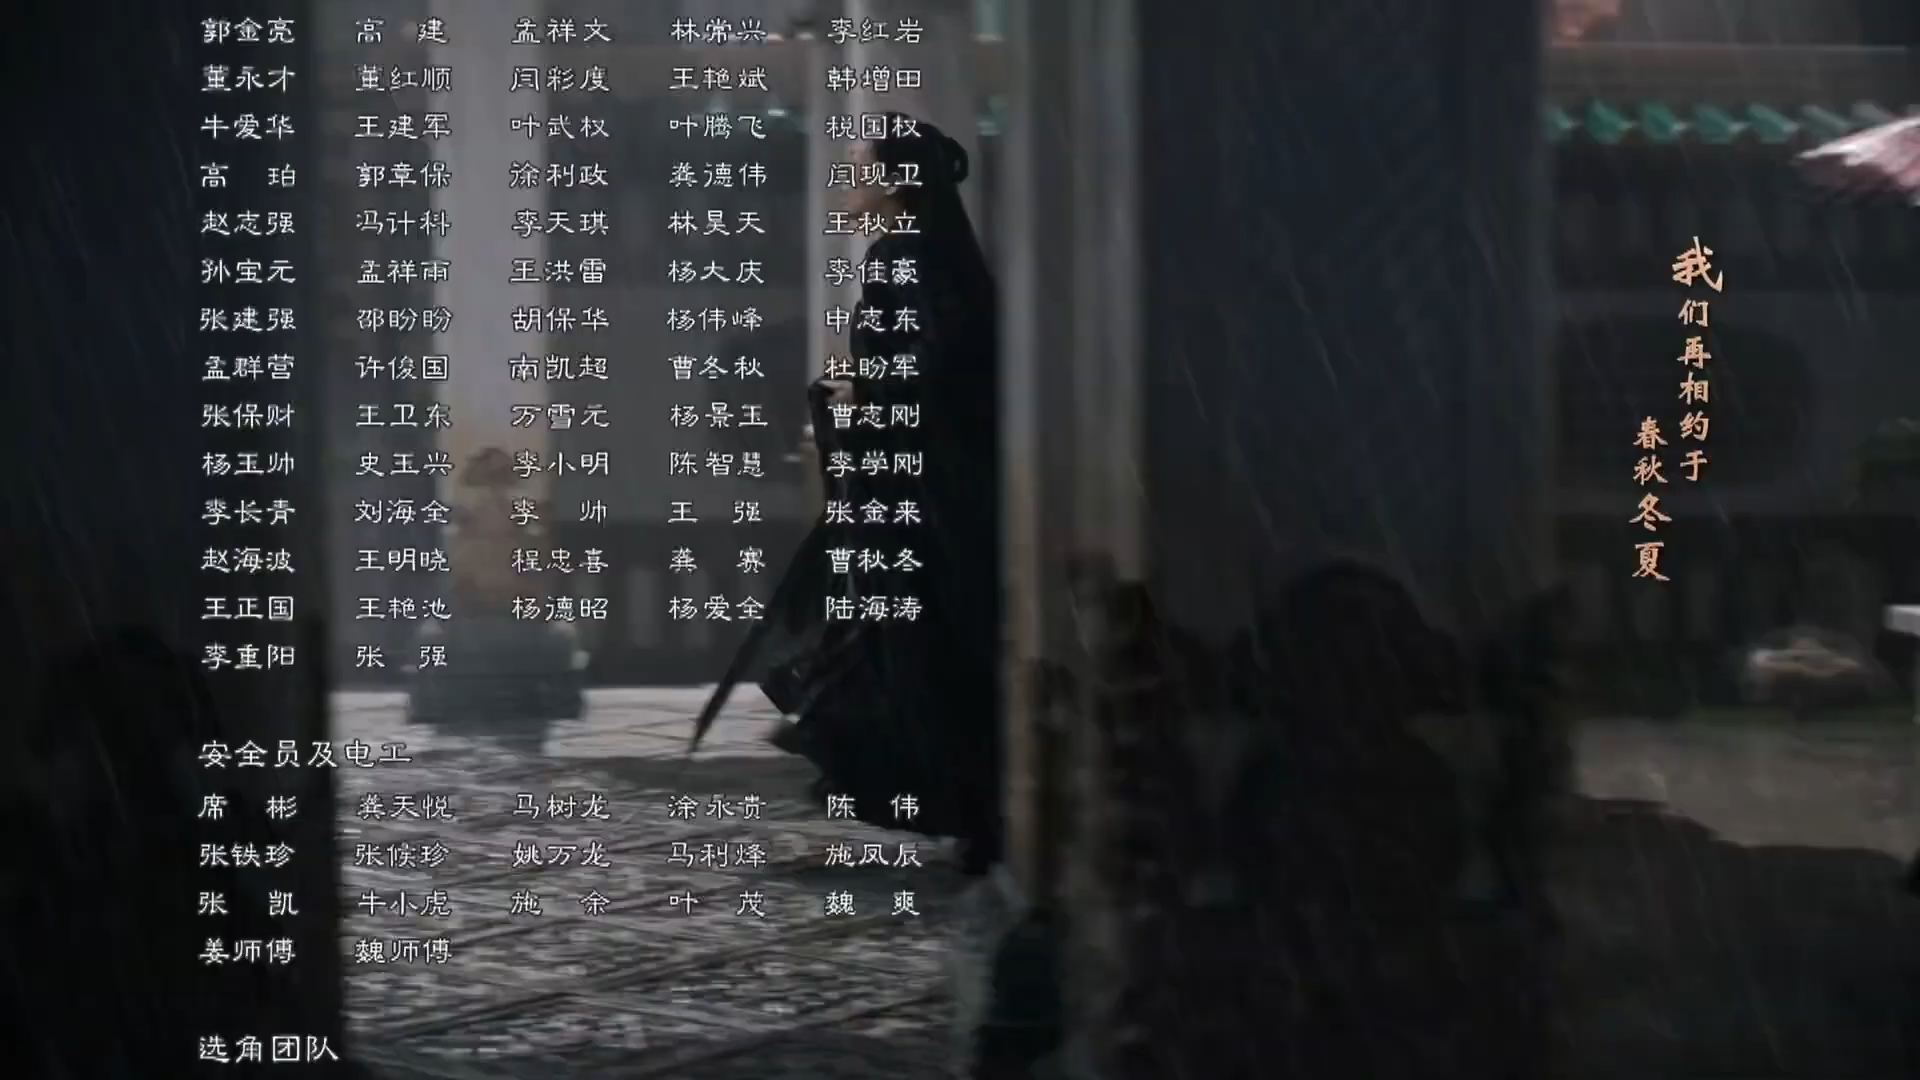 郭金亮 高 建 孟祥文 林常兴 李红岩
董永才 董红顺 闫彩度 王艳斌 韩增田
牛爱华 王建军 叶武权 叶腾飞 税国权
高 珀 郭章保 徐利政 龚德伟 闫现卫
赵志强 冯计科 李天琪 林昊天 王秋立
孙宝元 孟祥雨 王洪雷 杨大庆 李佳豪
张建强 邵盼盼 胡保华 杨伟峰 申志东
孟群营 许俊国 南凯超 曹冬秋 杜盼军
张保财 王卫东 万雪元 杨景玉 曹志刚
杨玉帅 史玉兴 李小明 陈智慧 李学刚
李长青 刘海全 李 帅 王 强 张金来
赵海波 王明晓 程忠喜 龚 赛 曹秋冬
王正国 王艳池 杨德昭 杨爱全 陆海涛
李重阳 张 强
安全员及电工
席 彬 龚天悦 马树龙 涂永贵 陈 伟
张铁珍 张候珍 姚万龙 马利烽 施凤辰
张 凯 牛小虎 施 余 叶 茂 魏 爽
姜师傅 魏师傅
选角团队
我们再相约于
春秋冬夏